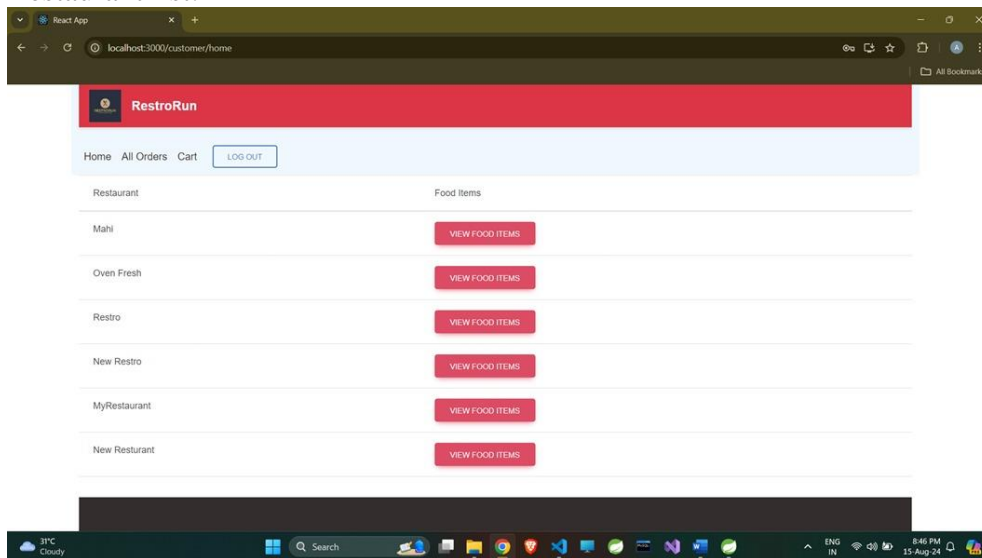 React App
localhost:3000/customer/home
All Bookmark
RestroRun
Home All Orders Cart LOG OUT
Restaurant Food Items
Mahi VIEW FOOD ITEMS
Oven Fresh VIEW FOOD ITEMS
Restro VIEW FOOD ITEMS
New Restro VIEW FOOD ITEMS
MyRestaurant VIEW FOOD ITEMS
New Resturant VIEW FOOD ITEMS
31°C
Cloudy
Search
ENG
IN
8:46 PM
15-Aug-24